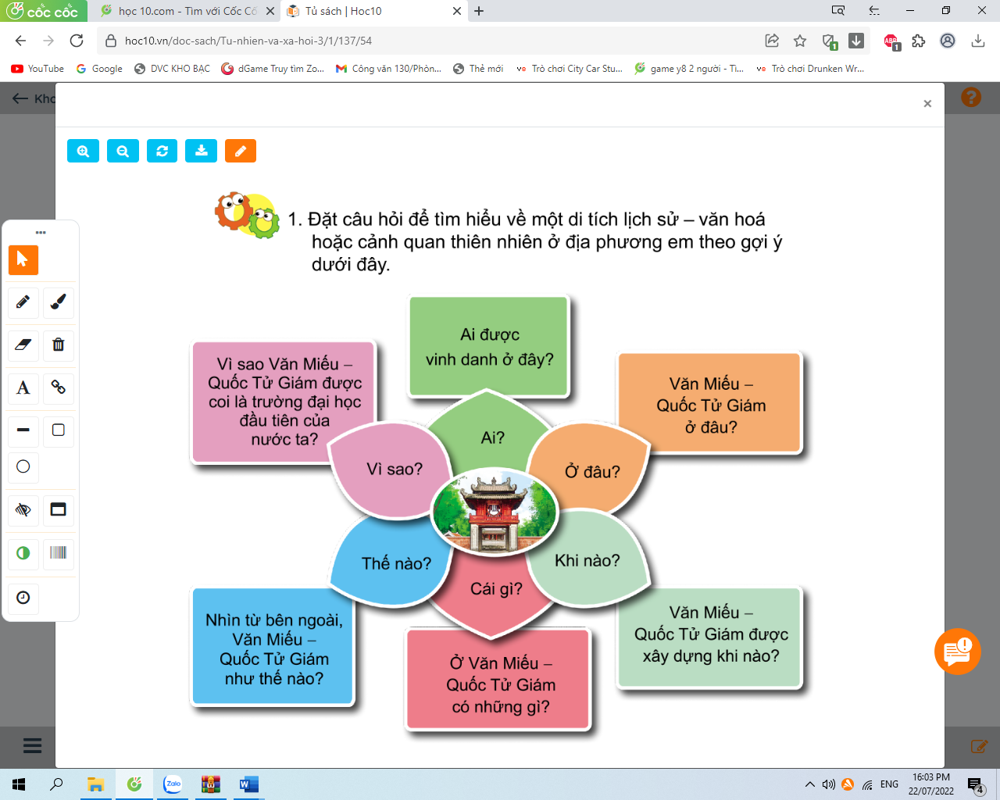 cốc cốc
học 10.com - Tìm với Cốc Cố
Tủ sách | Hoc10
hoc10.vn/doc-sach/Tu-nhien-va-xa-hoi-3/1/137/54
ABP
1
1
YouTube
Google
DVC KHO BẠC
dGame Truy tìm Zo...
Công văn 130/Phòn...
Thẻ mới
Trò chơi City Car Stu...
game y8 2 người - Tì...
Trò chơi Drunken Wr...
Kho
1. Đặt câu hỏi để tìm hiểu về một di tích lịch sử – văn hoá
hoặc cảnh quan thiên nhiên ở địa phương em theo gợi ý
dưới đây.
Ai được
vinh danh ở đây?
Vì sao Văn Miếu –
Quốc Tử Giám được
coi là trường đại học
đầu tiên của
nước ta?
Văn Miếu –
Quốc Tử Giám
ở đâu?
Ai?
Vì sao?
Ở đâu?
Thế nào?
Khi nào?
Cái gì?
Nhìn từ bên ngoài,
Văn Miếu –
Quốc Tử Giám
như thế nào?
Ở Văn Miếu –
Quốc Tử Giám
có những gì?
Văn Miếu –
Quốc Tử Giám được
xây dựng khi nào?
A
Zalo
W
ENG
16:03 PM
22/07/2022
4